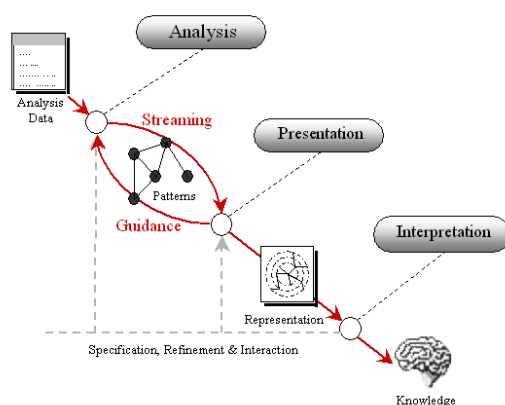 Analysis
Analysis
Data
Streaming
Presentation
Patterns
Guidance
Interpretation
Representation
Specification, Refinement & Interaction
Knowledge